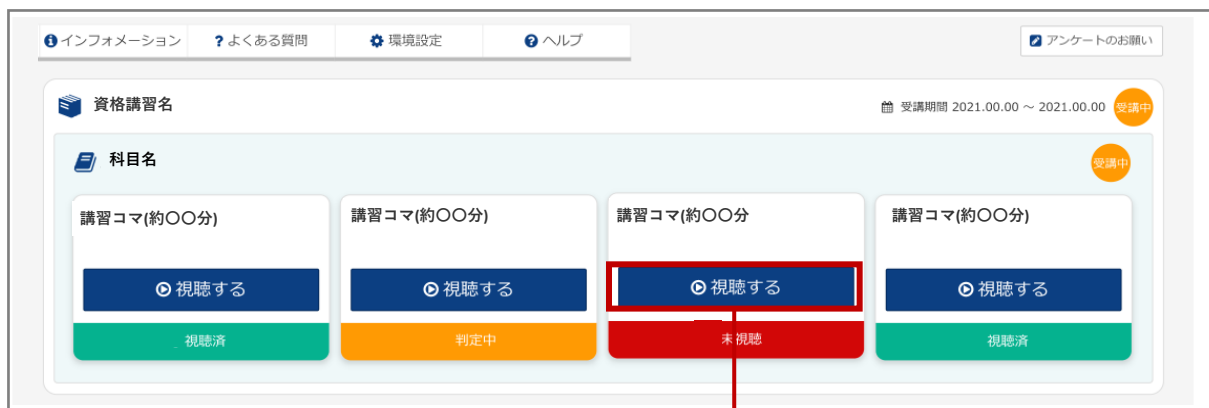 インフォメーション
よくある質問
環境設定
ヘルプ
アンケートのお願い
資格講習名
受講期間 2021.00.00 ～ 2021.00.00
受講中
科目名
受講中
講習コマ(約〇〇分)
講習コマ(約〇〇分)
講習コマ(約〇〇分
講習コマ(約〇〇分)
視聴する
視聴する
視聴する
視聴する
視聴済
判定中
未視聴
視聴済